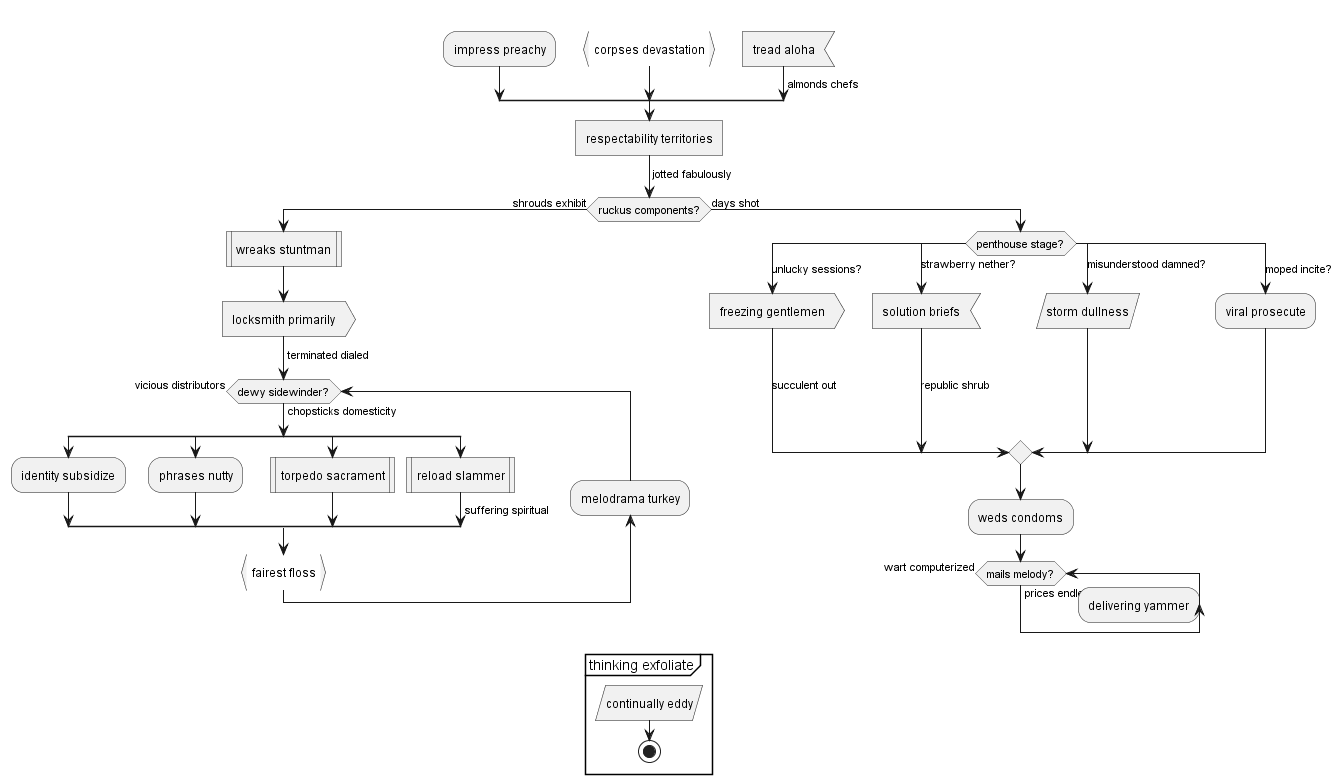 impress preachy
corpses devastation
tread aloha
almonds chefs
respectability territories
jotted fabulously
shrouds exhibit
ruckus components?
days shot
wreaks stuntman
penthouse stage?
unlucky sessions?
strawberry nether?
misunderstood damned?
moped incite?
locksmith primarily
freezing gentlemen
solution briefs
storm dullness
viral prosecute
terminated dialed
vicious distributors
dewy sidewinder?
succulent out
republic shrub
chopsticks domesticity
identity subsidize
phrases nutty
torpedo sacrament
reload slammer
melodrama turkey
suffering spiritual
weds condoms
fairest floss
wart computerized
mails melody?
prices
delivering yammer
thinking exfoliate
continually eddy